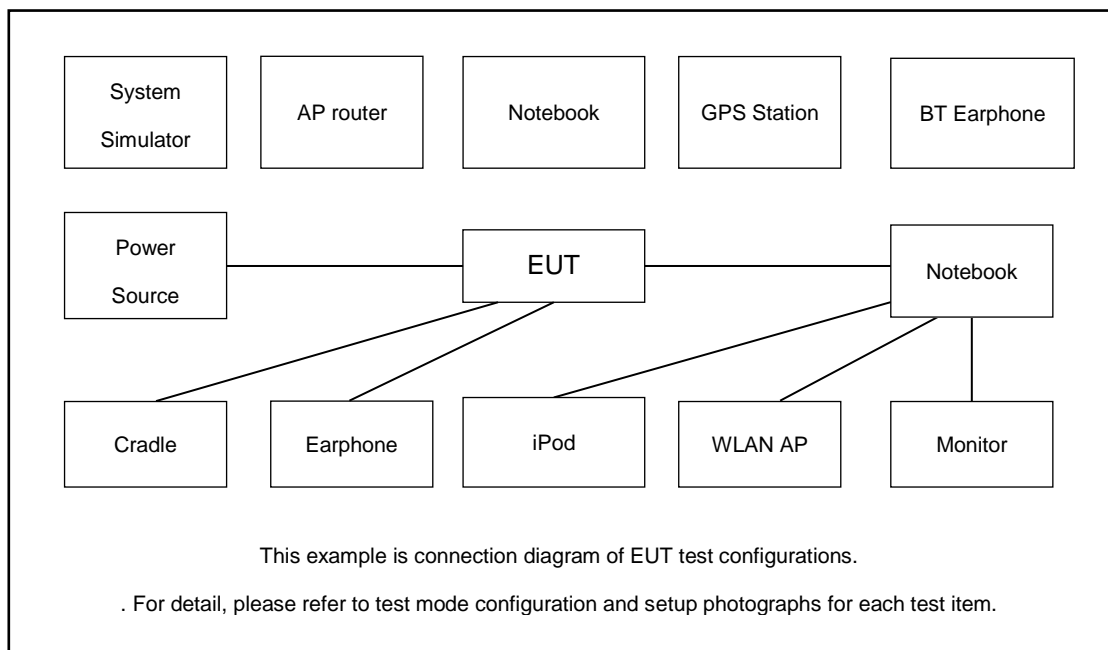 System
Simulator
AP router
Notebook
GPS Station
BT Earphone
Power
Source
EUT
Notebook
Cradle
Earphone
iPod
WLAN AP
Monitor
This example is connection diagram of EUT test configurations.
. For detail, please refer to test mode configuration and setup photographs for each test item.